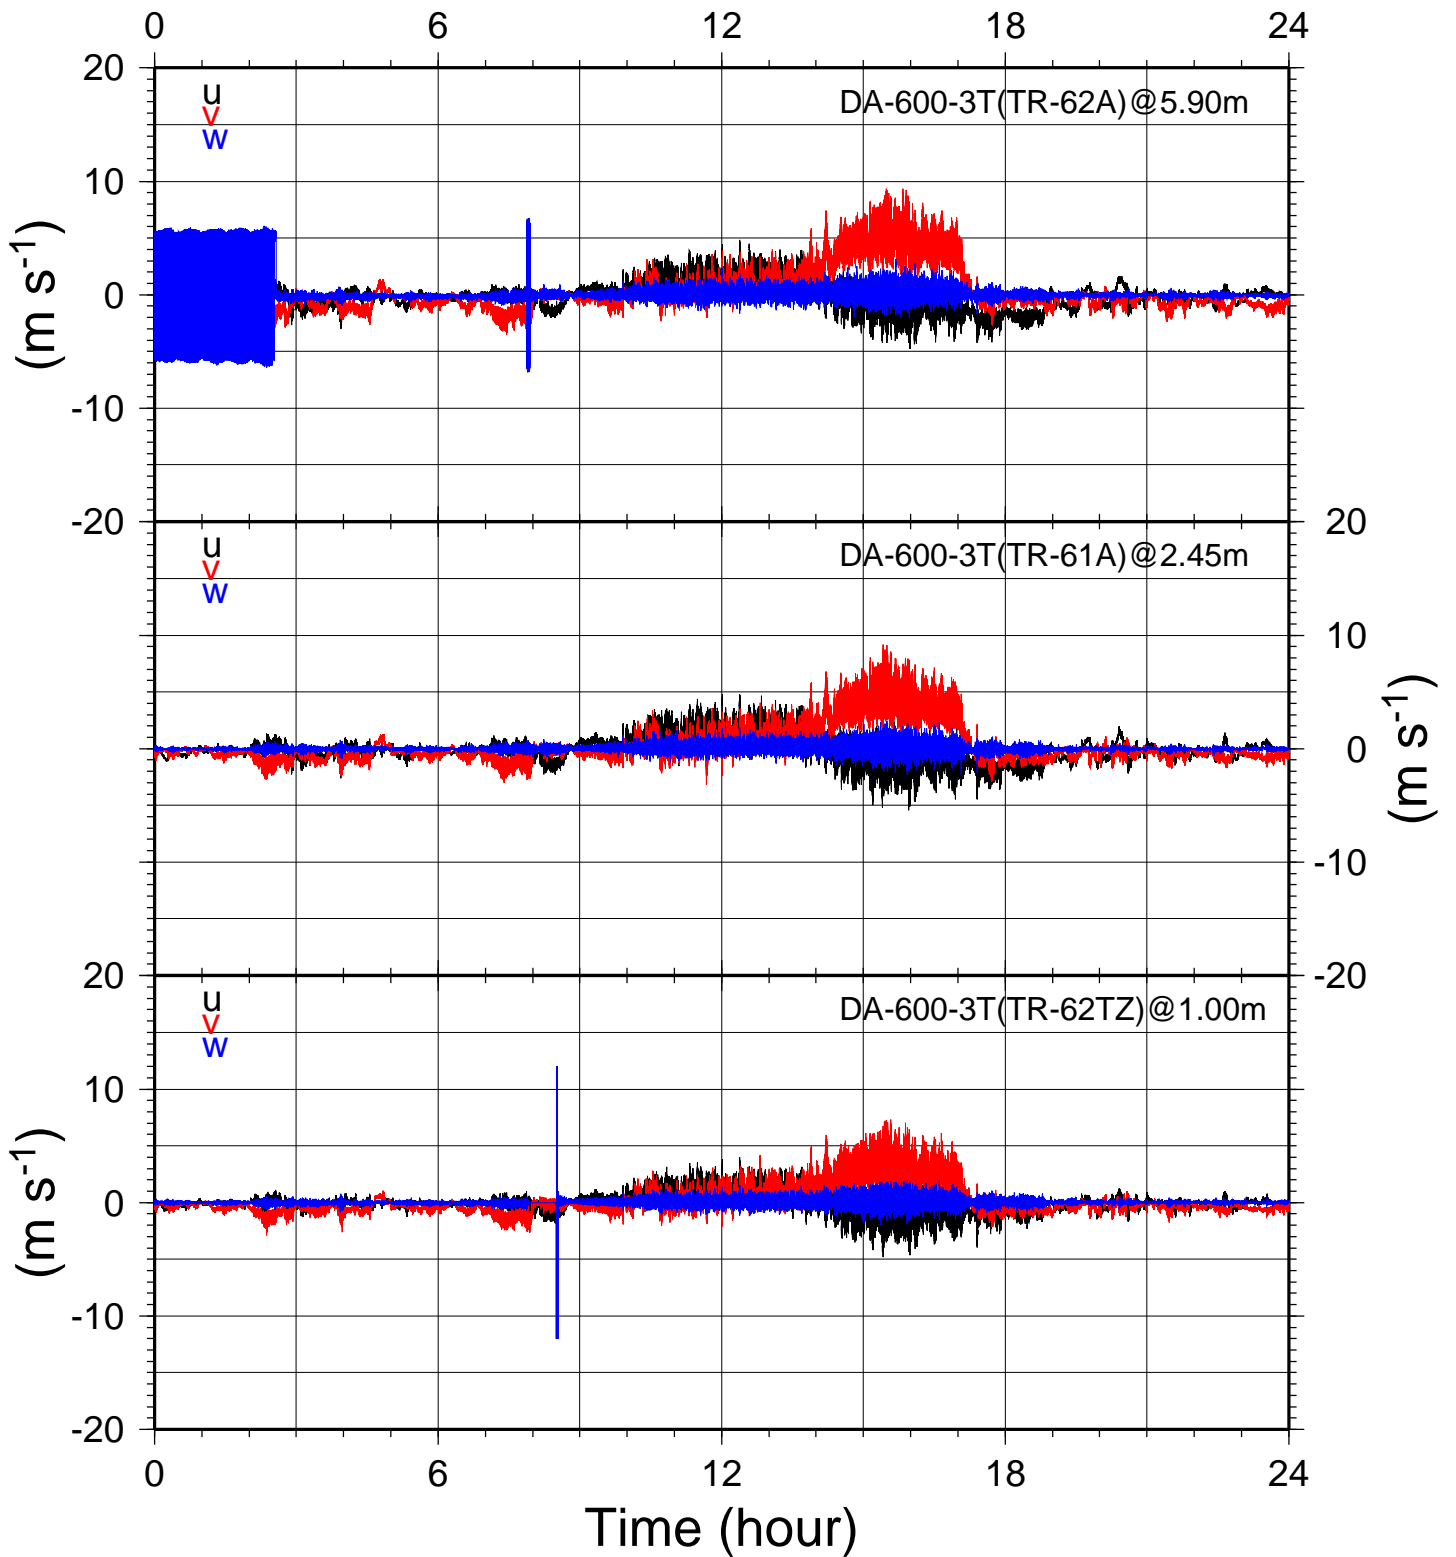 0 6 12 18 24
20
u
v
w
DA-600-3T(TR-62A)@5.90m
10
0
-10
-20
(m s-1)
20
u
v
w
DA-600-3T(TR-61A)@2.45m
10
0
-10
-20
(m s-1)
20
u
v
w
DA-600-3T(TR-62TZ)@1.00m
10
0
-10
-20
(m s-1)
0 6 12 18 24
Time (hour)